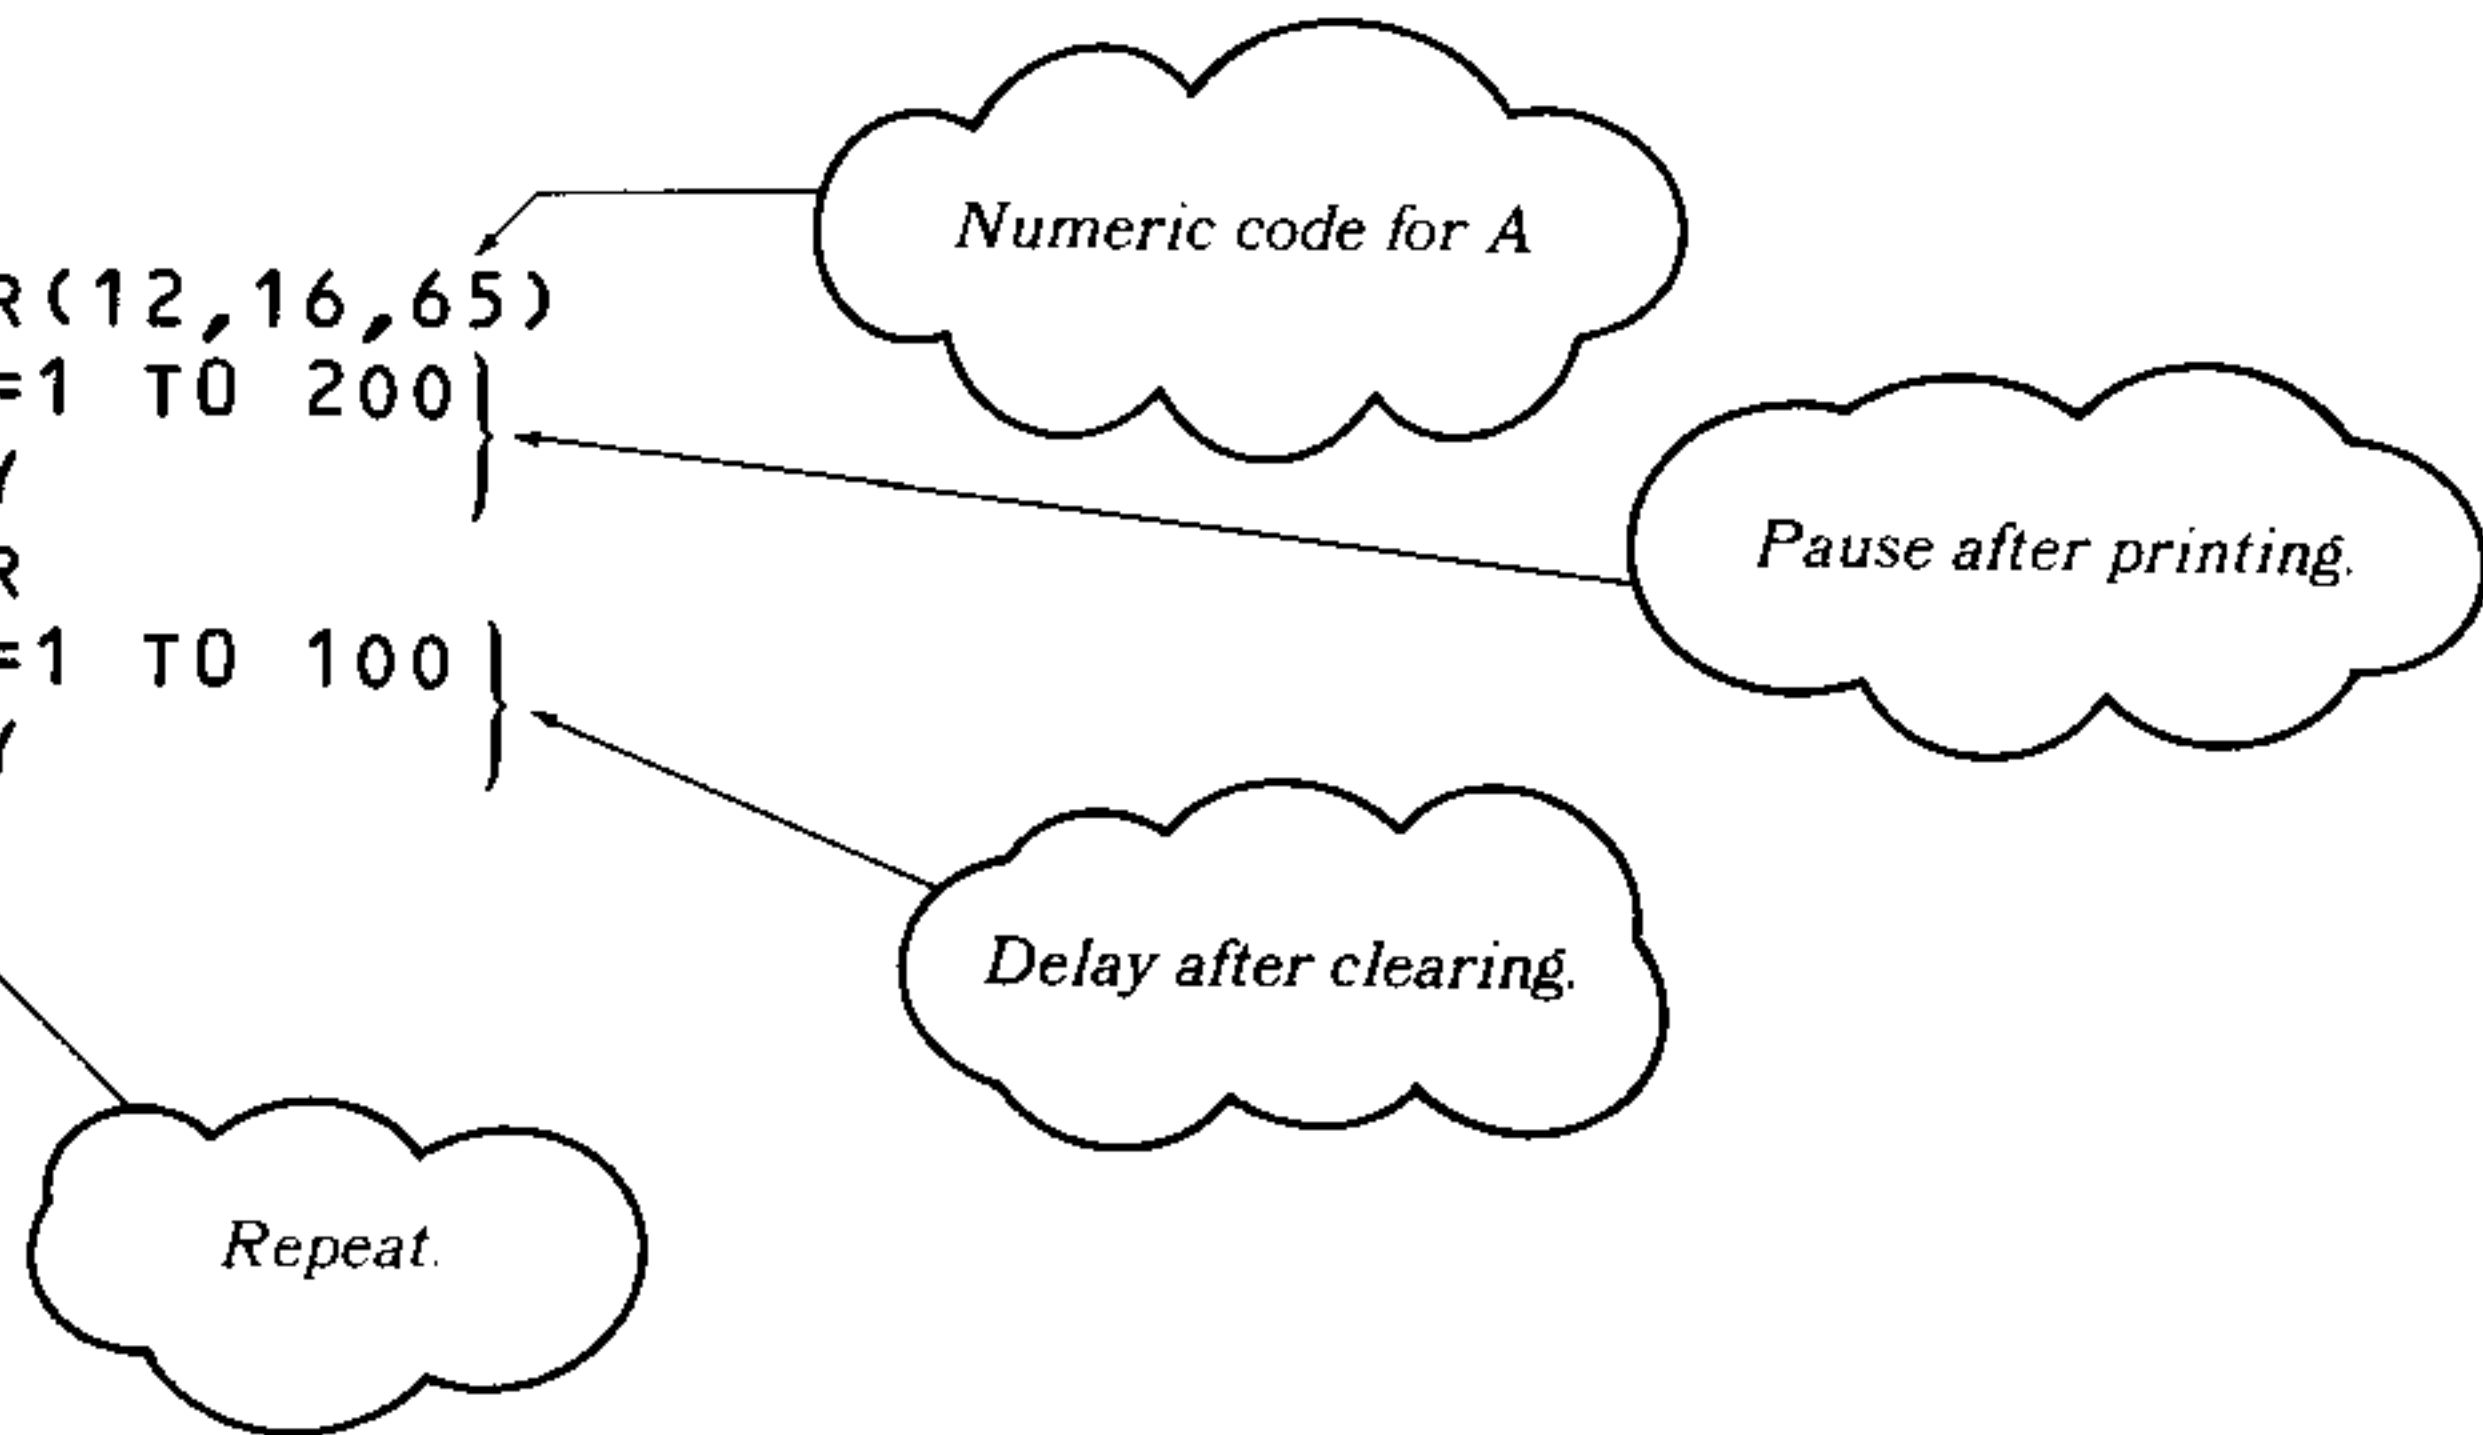 Numeric code for A
R(12,16,65)
=1 TO 200
Y
Pause after printing.
R
=1 TO 100
Y
Delay after clearing.
Repeat.